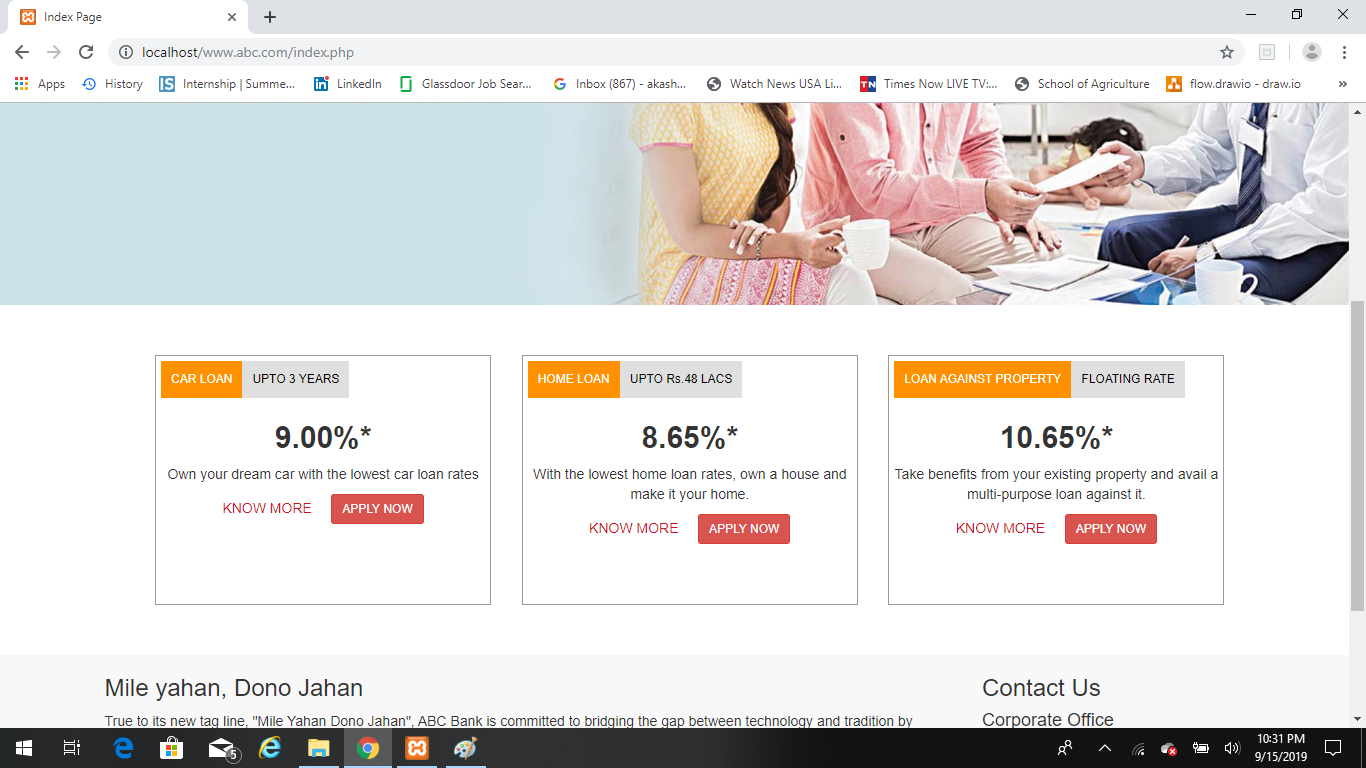 Index Page
localhost/www.abc.com/index.php
Apps History Internship | Summe... LinkedIn Glassdoor Job Sear... Inbox (867) - akash... Watch News USA Li... TN Times Now LIVE TV:... School of Agriculture flow.drawio - draw.io »
CAR LOAN UPTO 3 YEARS
9.00%*
Own your dream car with the lowest car loan rates
KNOW MORE APPLY NOW
HOME LOAN UPTO Rs.48 LACS
8.65%*
With the lowest home loan rates, own a house and
make it your home.
KNOW MORE APPLY NOW
LOAN AGAINST PROPERTY FLOATING RATE
10.65%*
Take benefits from your existing property and avail a
multi-purpose loan against it.
KNOW MORE APPLY NOW
Mile yahan, Dono Jahan
True to its new tag line, "Mile Yahan Dono Jahan", ABC Bank is committed to bridging the gap between technology and tradition by
Contact Us
Corporate Office
5
10:31 PM
9/15/2019